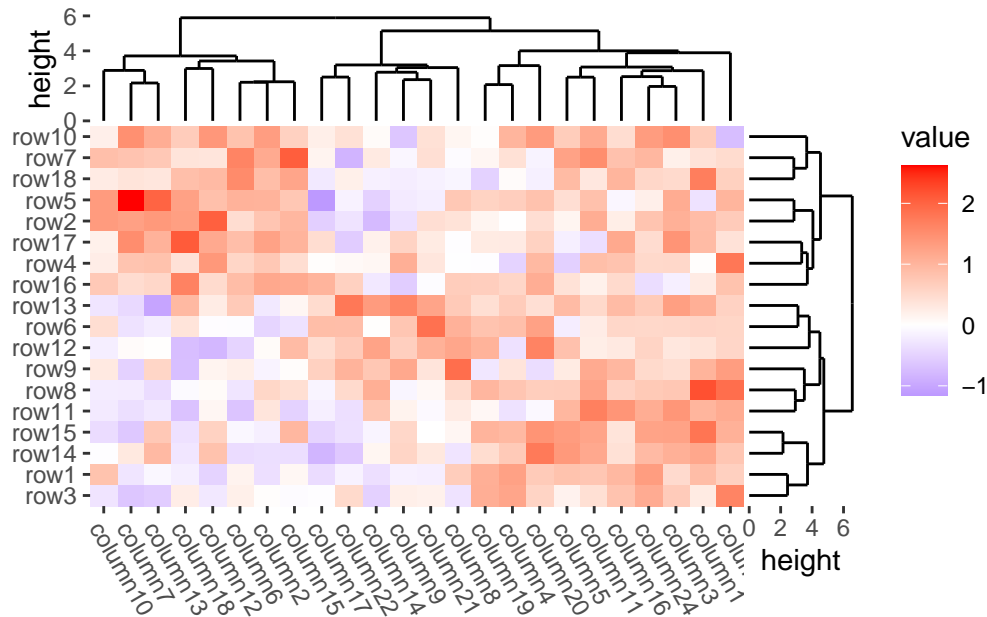 6
4
2
0
height
row10
row7
row18
row5
row2
row17
row4
row16
row13
row6
row12
row9
row8
row11
row15
row14
row1
row3
column10
column7
column13
column18
column12
column6
column2
column15
column17
column22
column14
column9
column21
column8
column19
column4
column20
column5
column11
column16
column24
column3
column1
0 2 4 6
height
value
2
1
0
−1